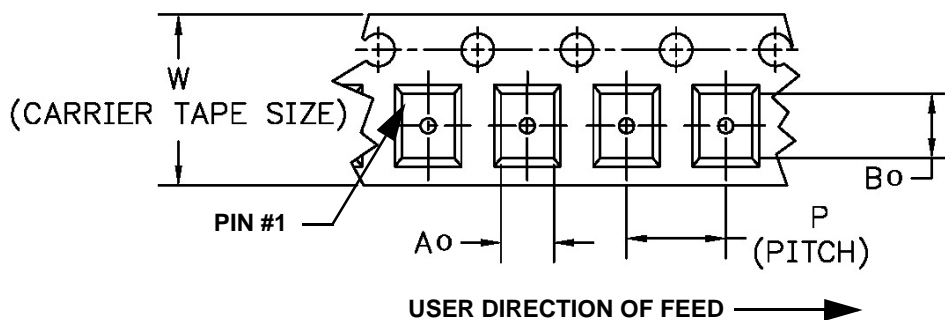 W
(CARRIER TAPE SIZE)
PIN #1
Ao
Bo
P
(PITCH)
USER DIRECTION OF FEED